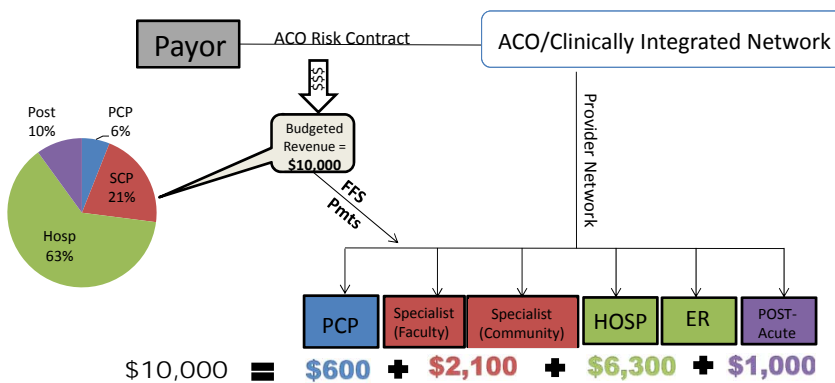 Payor
ACO Risk Contract
ACO/Clinically Integrated Network
$$$
Provider Network
Budgeted
Revenue =
$10,000
FFS
Pmts
Post
10%
PCP
6%
SCP
21%
Hosp
63%
PCP
Specialist
(Faculty)
Specialist
(Community)
HOSP
ER
POST-
Acute
$10,000 = $600 + $2,100 + $6,300 + $1,000